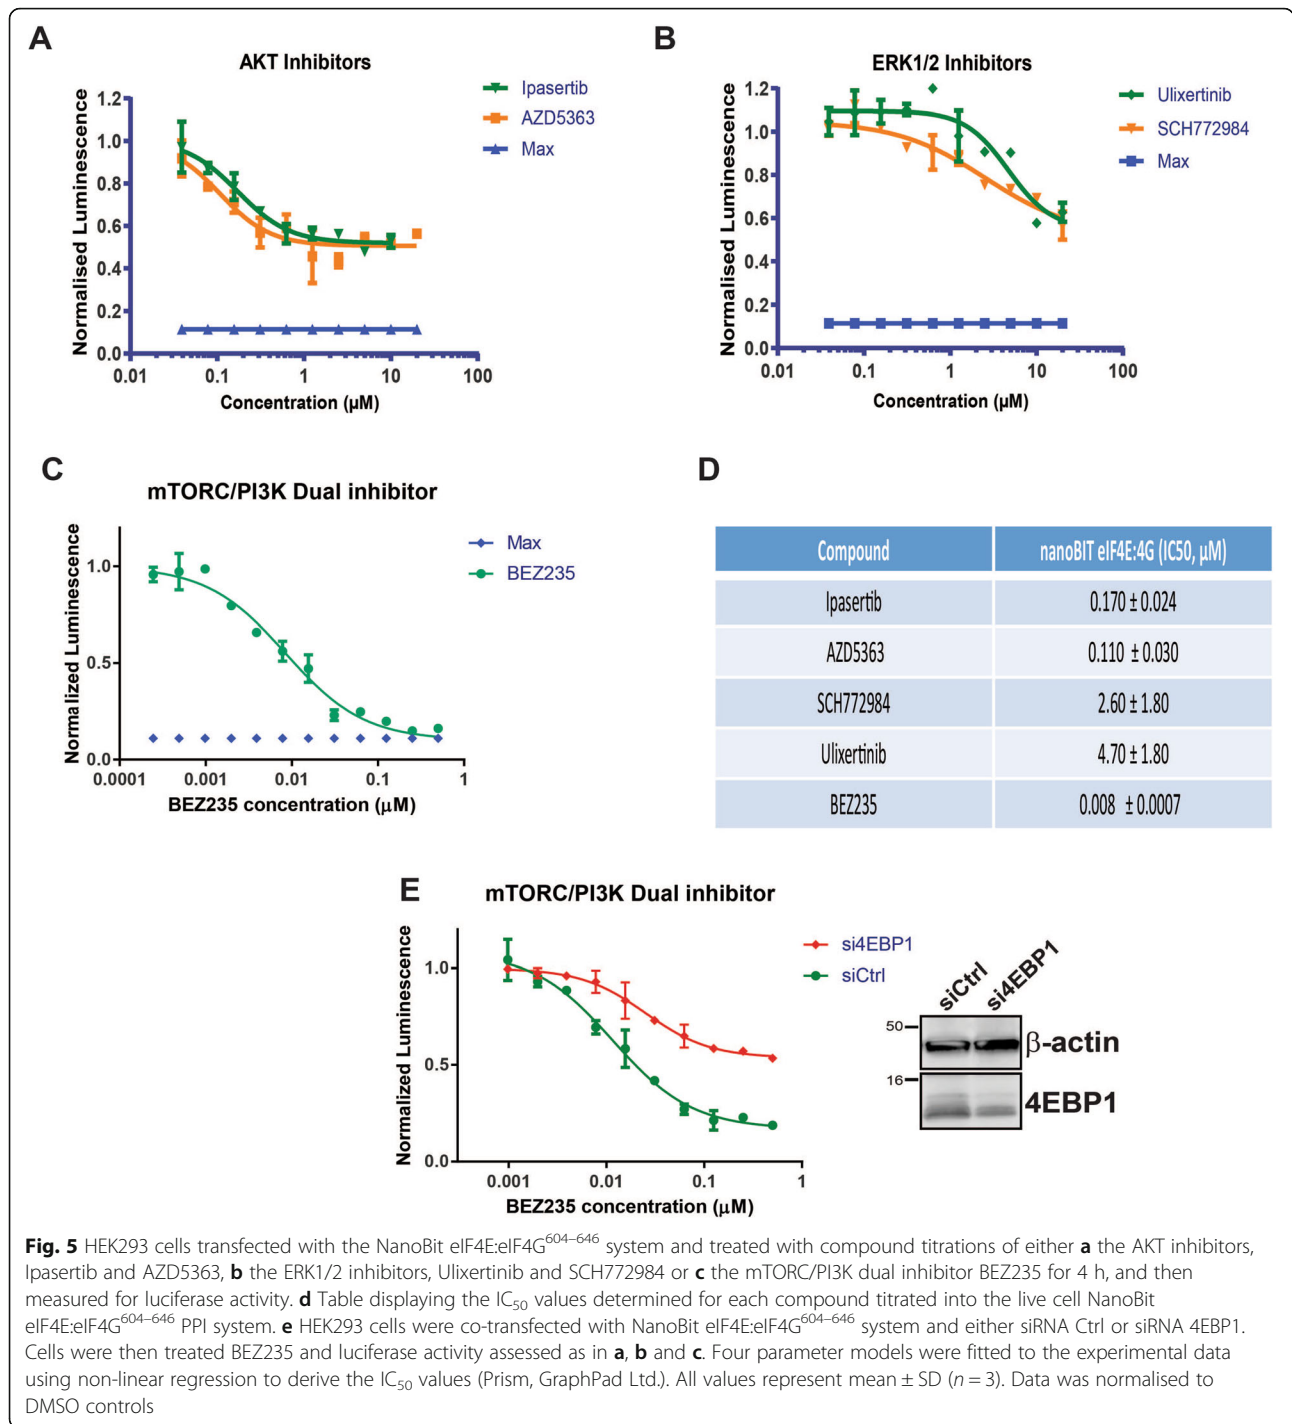 A
AKT Inhibitors
Ipasertib
AZD5363
Max
Normalised Luminescence
1.2
1.0
0.8
0.6
0.4
0.2
0.0
0.01
0.1
1
10
100
Concentration (µM)
B
ERK1/2 Inhibitors
Ulixertinib
SCH772984
Max
Normalised Luminescence
1.2
1.0
0.8
0.6
0.4
0.2
0.0
0.01
0.1
1
10
100
Concentration (µM)
C
mTORC/PI3K Dual inhibitor
Max
BEZ235
Normalized Luminescence
1.0
0.5
0.0
0.0001
0.001
0.01
0.1
1
BEZ235 concentration (µM)
D
Compound nanoBIT eIF4E:4G (IC50, µM)
Ipasertib 0.170 ± 0.024
AZD5363 0.110 ± 0.030
SCH772984 2.60 ± 1.80
Ulixertinib 4.70 ± 1.80
BEZ235 0.008 ± 0.0007
E
mTORC/PI3K Dual inhibitor
si4EBP1
siCtrl
Normalized Luminescence
1.0
0.5
0.0
0.001
0.01
0.1
1
BEZ235 concentration (µM)
siCtrl
si4EBP1
50
β-actin
16
4EBP1
Fig. 5 HEK293 cells transfected with the NanoBit eIF4E:eIF4G604–646 system and treated with compound titrations of either a the AKT inhibitors,
Ipasertib and AZD5363, b the ERK1/2 inhibitors, Ulixertinib and SCH772984 or c the mTORC/PI3K dual inhibitor BEZ235 for 4 h, and then
measured for luciferase activity. d Table displaying the IC50 values determined for each compound titrated into the live cell NanoBit
eIF4E:eIF4G604–646 PPI system. e HEK293 cells were co-transfected with NanoBit eIF4E:eIF4G604–646 system and either siRNA Ctrl or siRNA 4EBP1.
Cells were then treated BEZ235 and luciferase activity assessed as in a, b and c. Four parameter models were fitted to the experimental data
using non-linear regression to derive the IC50 values (Prism, GraphPad Ltd.). All values represent mean ± SD (n = 3). Data was normalised to
DMSO controls